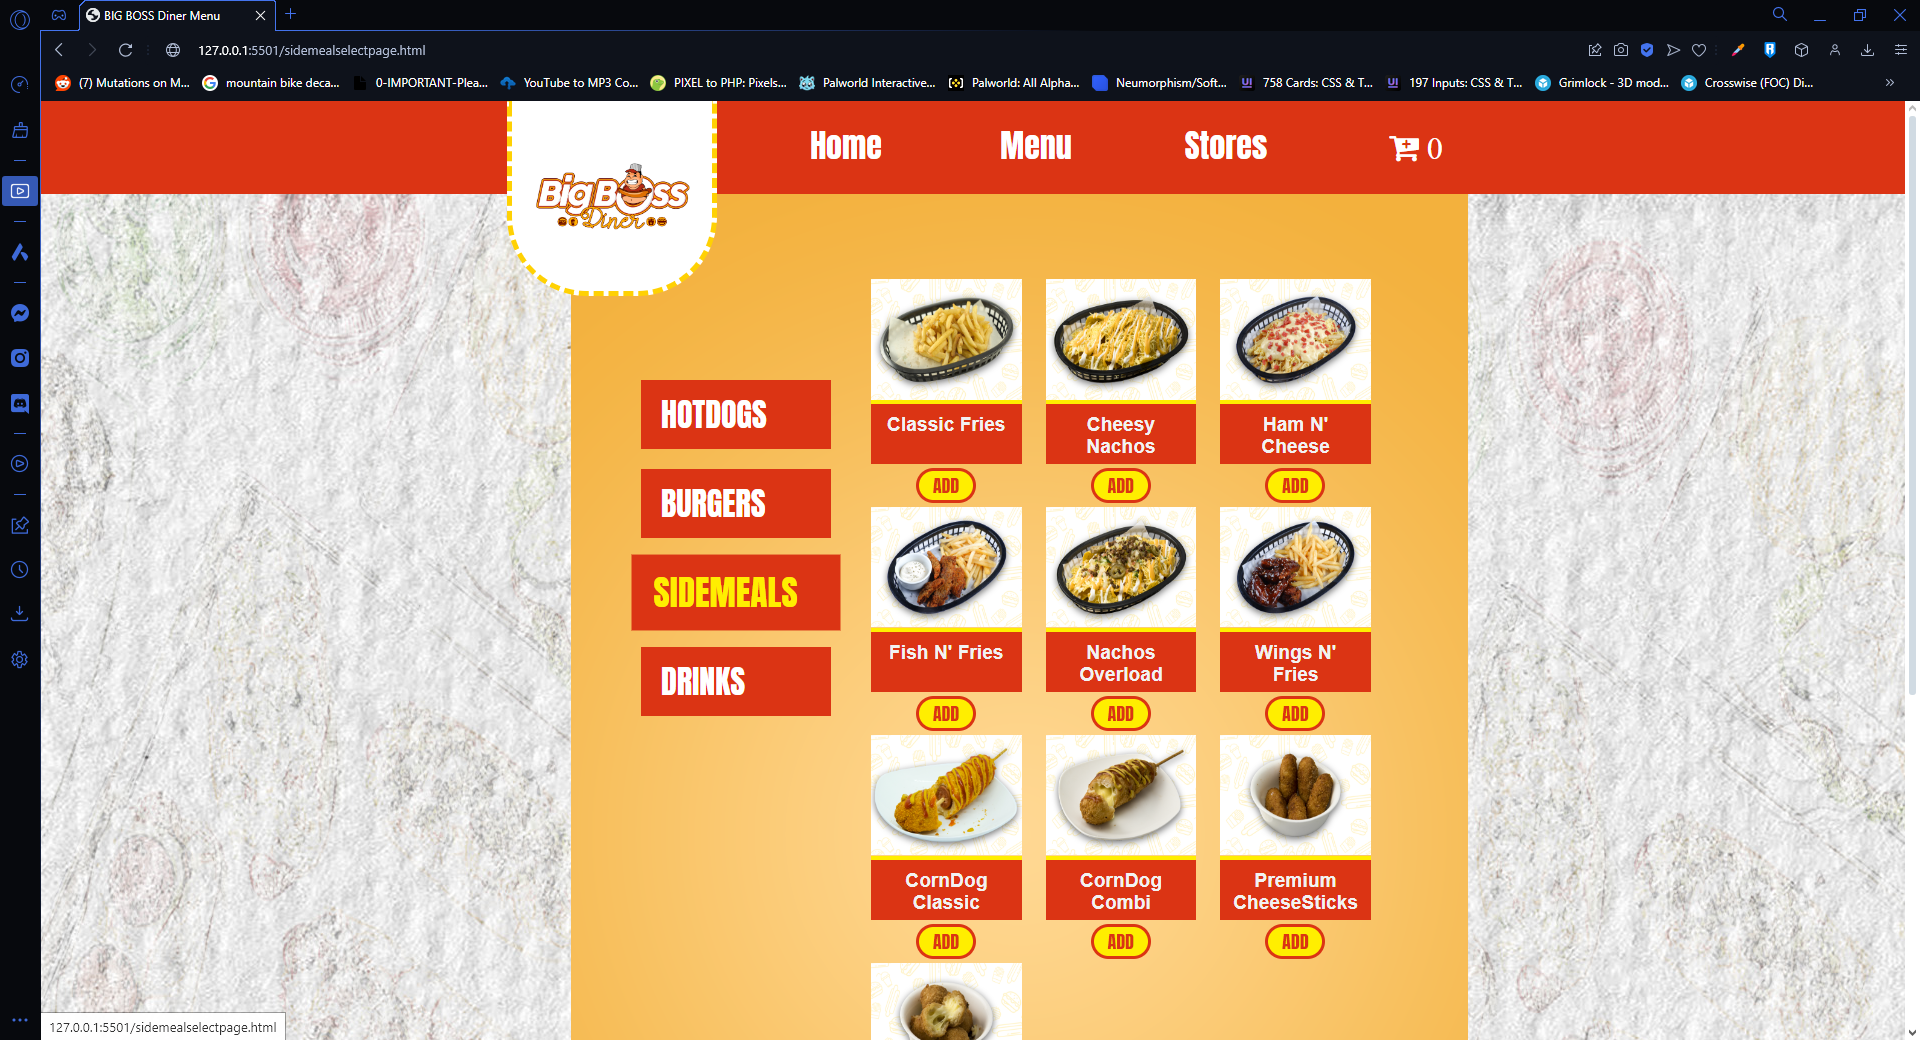 BIG BOSS Diner Menu
127.0.0.1:5501/sidemealselectpage.html
(7) Mutations on M...
mountain bike deca...
0-IMPORTANT-Plea...
YouTube to MP3 Co...
PIXEL to PHP: Pixels...
Palworld Interactive...
Palworld: All Alpha...
Neumorphism/Soft...
758 Cards: CSS & T...
197 Inputs: CSS & T...
Grimlock - 3D mod...
Crosswise (FOC) Di...
Home
Menu
Stores
0
BigBoss
Diner
HOTDOGS
BURGERS
SIDEMEALS
DRINKS
Classic Fries
Cheesy
Nachos
Ham N'
Cheese
ADD
ADD
ADD
Fish N' Fries
Nachos
Overload
Wings N'
Fries
ADD
ADD
ADD
CornDog
Classic
CornDog
Combi
Premium
CheeseSticks
ADD
ADD
ADD
127.0.0.1:5501/sidemealselectpage.html